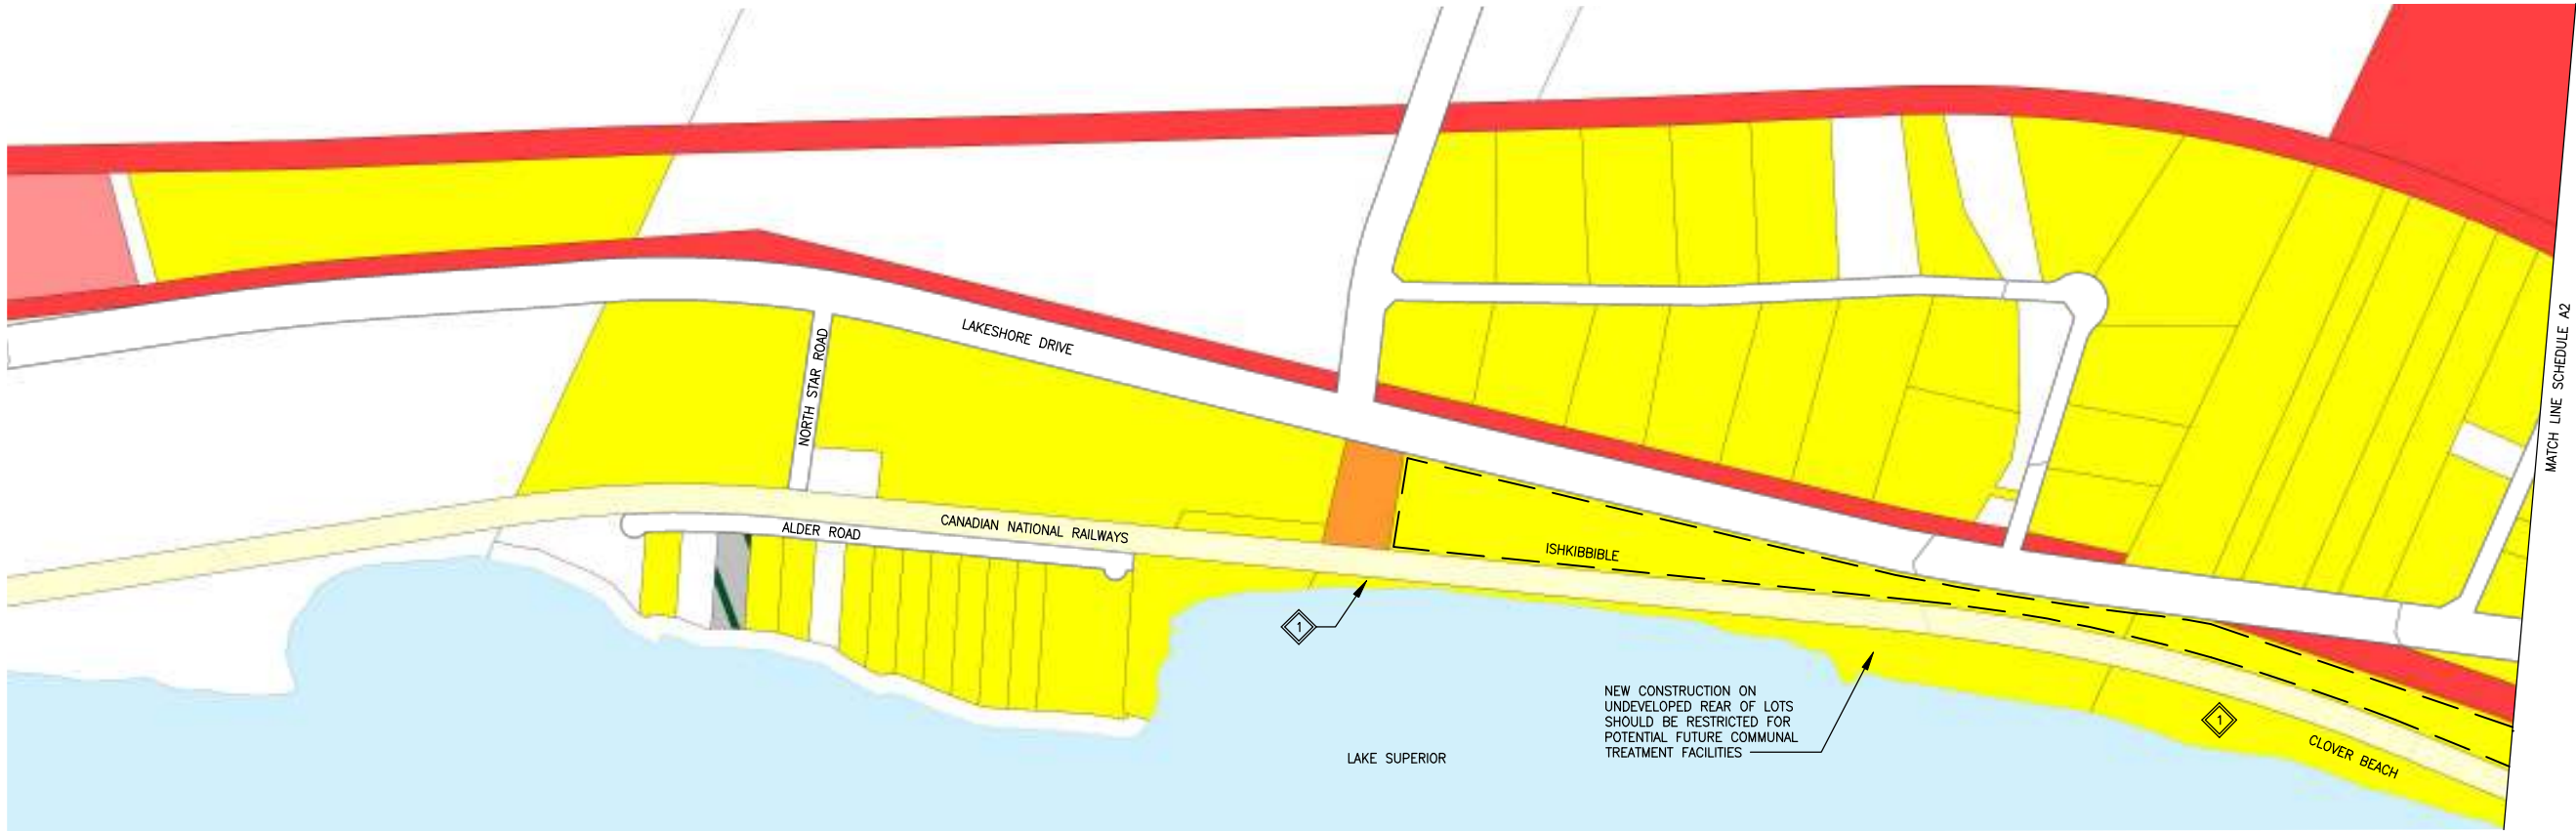 LAKESHORE DRIVE
NORTH STAR ROAD
MATCH LINE SCHEDULE A2
ALDER ROAD
CANADIAN NATIONAL RAILWAYS
ISHKIBBIBLE
1
NEW CONSTRUCTION ON
UNDEVELOPED REAR OF LOTS
SHOULD BE RESTRICTED FOR
POTENTIAL FUTURE COMMUNAL
TREATMENT FACILITIES
1
CLOVER BEACH
LAKE SUPERIOR